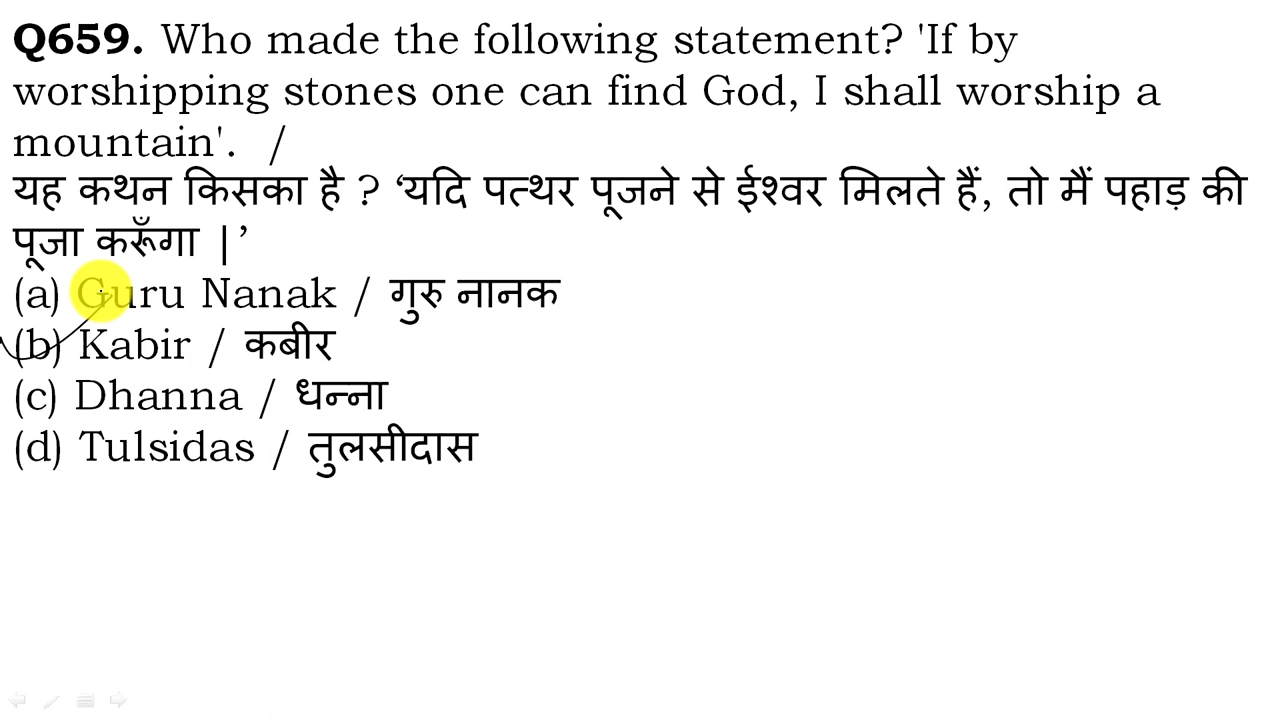 Q659. Who made the following statement? 'If by
worshipping stones one can find God, I shall worship a
mountain'. /
यह कथन किसका है ? ‘यदि पत्थर पूजने से ईश्वर मिलते हैं, तो मैं पहाड़ की
पूजा करूँगा |’
(a) Guru Nanak / गुरु नानक
(b) Kabir / कबीर
(c) Dhanna / धन्ना
(d) Tulsidas / तुलसीदास